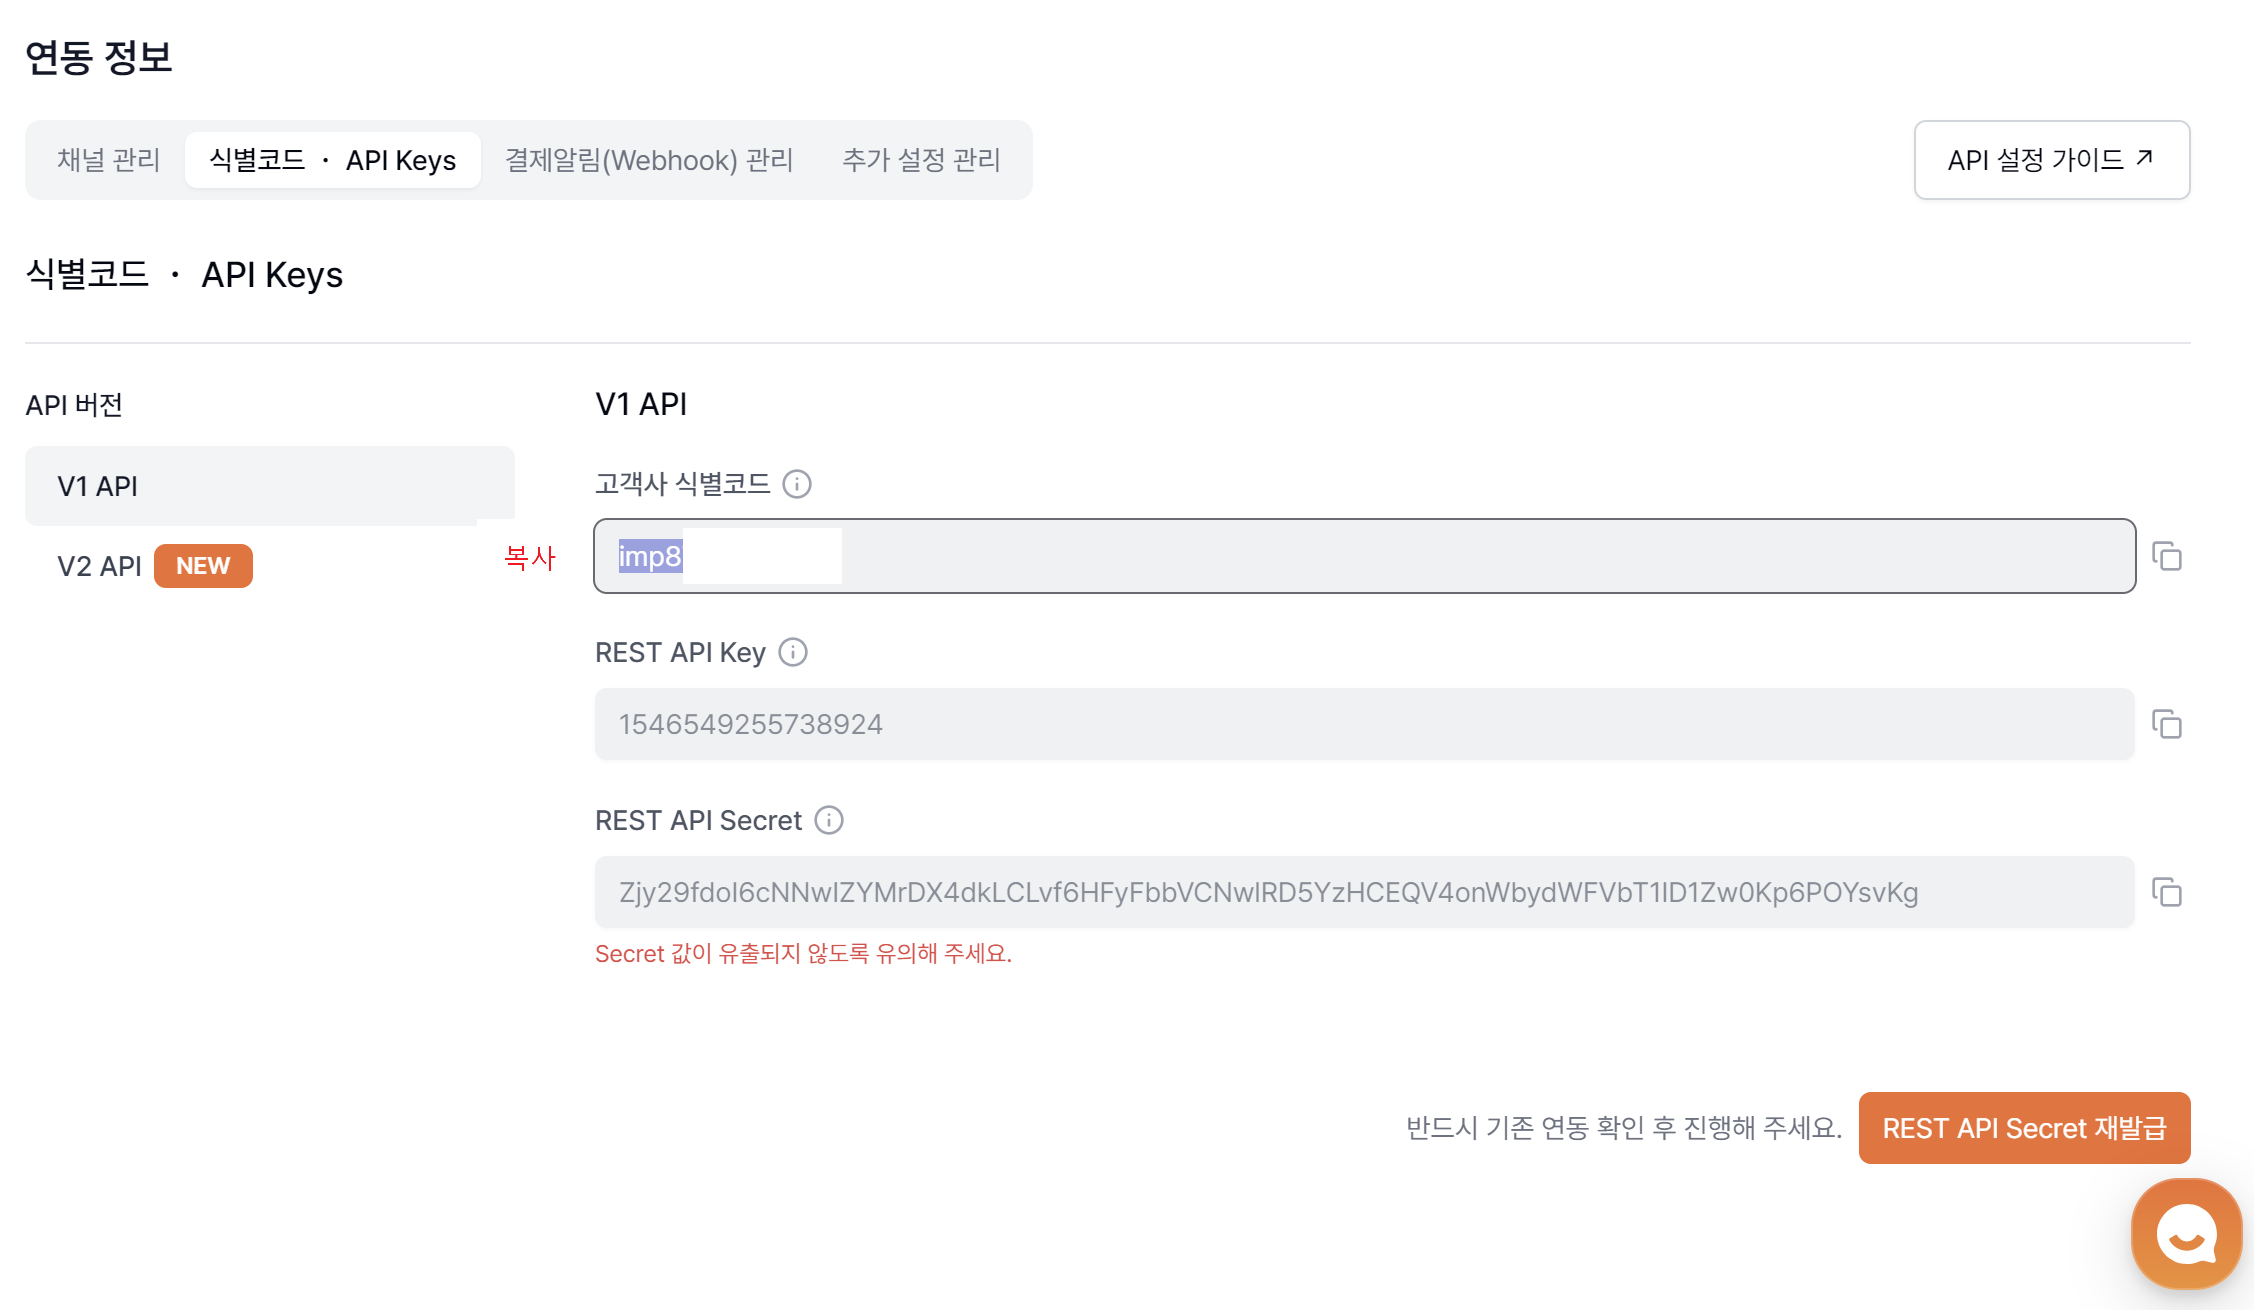 연동 정보
채널 관리
식별코드 · API Keys
결제알림(Webhook) 관리
추가 설정 관리
API 설정 가이드
식별코드 · API Keys
API 버전
V1 API
V2 API NEW
V1 API
고객사 식별코드
복사
imp8
REST API Key
1546549255738924
REST API Secret
Zjy29fdoI6cNNwIZYMrDX4dkLCLvf6HFyFbbVCNwlRD5YzHCEQV4onWbydWFVbT1ID1Zw0Kp6POYsvKg
Secret 값이 유출되지 않도록 유의해 주세요.
반드시 기존 연동 확인 후 진행해 주세요.
REST API Secret 재발급